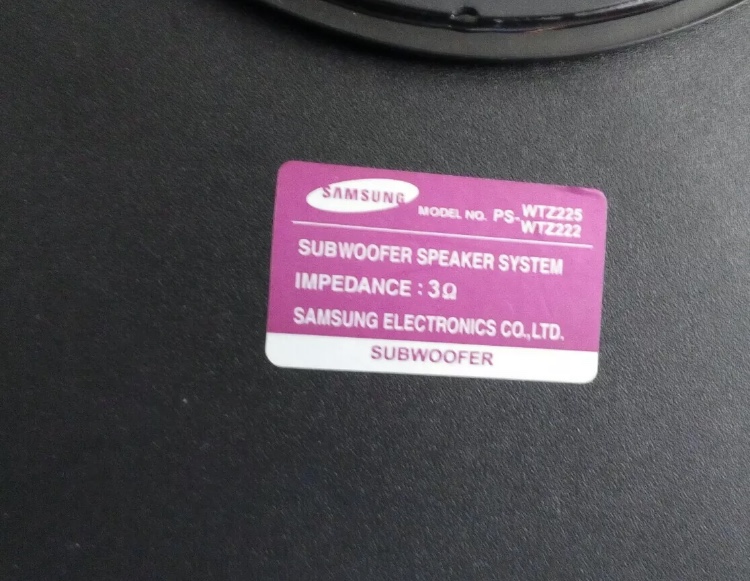 SAMSUNG MODEL NO. PS-WTZ225
WTZ222
SUBWOOFER SPEAKER SYSTEM
IMPEDANCE : 3Ω
SAMSUNG ELECTRONICS CO.,LTD.
SUBWOOFER